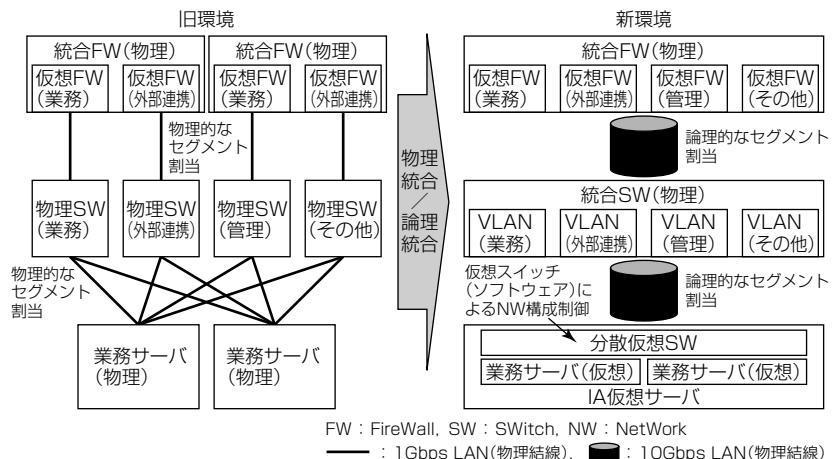 旧環境
統合FW(物理)
仮想FW
(業務)
仮想FW
(外部連携)
統合FW(物理)
仮想FW
(業務)
仮想FW
(外部連携)
物理的な
セグメント
割当
物理SW
(業務)
物理SW
(外部連携)
物理SW
(管理)
物理SW
(その他)
物理的な
セグメント
割当
業務サーバ
(物理)
業務サーバ
(物理)
物理
統合
／
論理
統合
新環境
統合FW(物理)
仮想FW
(業務)
仮想FW
(外部連携)
仮想FW
(管理)
仮想FW
(その他)
論理的なセグメント
割当
統合SW(物理)
VLAN
(業務)
VLAN
(外部連携)
VLAN
(管理)
VLAN
(その他)
仮想スイッチ
(ソフトウェア)に
よるNW構成制御
論理的なセグメント
割当
分散仮想SW
業務サーバ(仮想)
業務サーバ(仮想)
IA仮想サーバ
FW：FireWall, SW：SWitch, NW：NetWork
：1Gbps LAN(物理結線)， ：10Gbps LAN(物理結線)